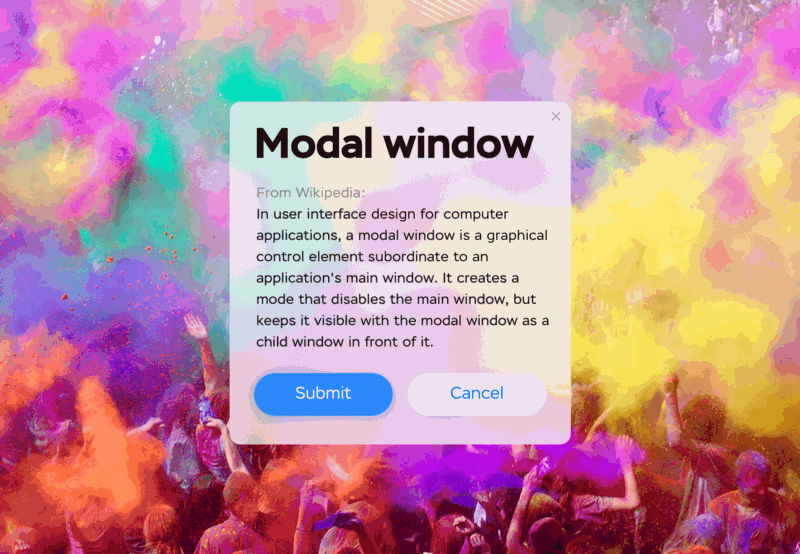 Modal window
From Wikipedia:
In user interface design for computer
applications, a modal window is a graphical
control element subordinate to an
application's main window. It creates a
mode that disables the main window, but
keeps it visible with the modal window as a
child window in front of it.
Submit
Cancel